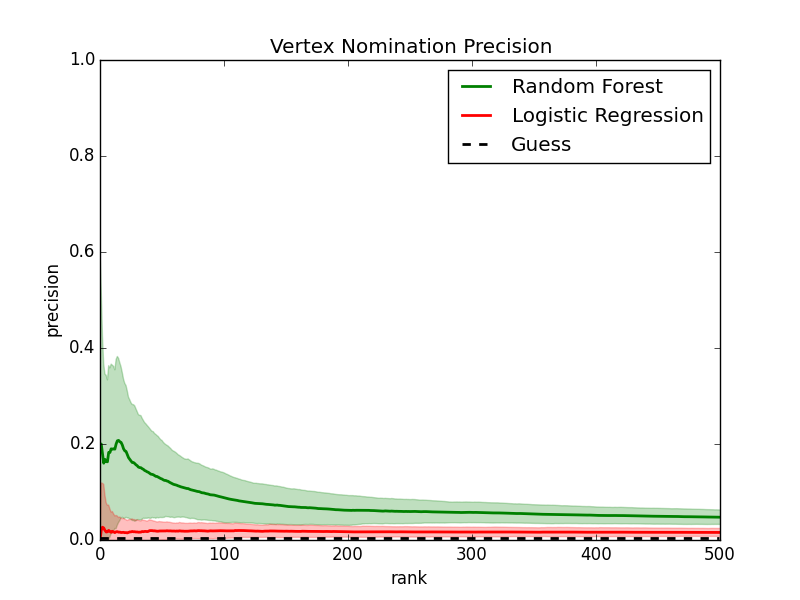 Vertex Nomination Precision
Random Forest
Logistic Regression
Guess
1.0
0.8
0.6
0.4
0.2
0.0
precision
0 100 200 300 400 500
rank